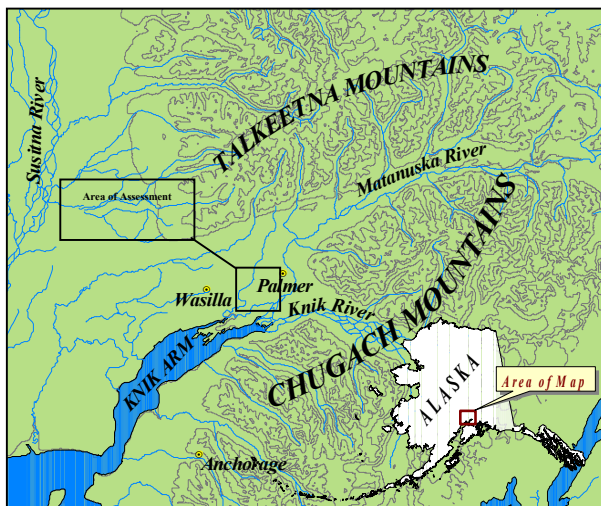 Susitna River
TALKEETNA MOUNTAINS
Matanuska River
Area of Assessment
Palmer
Wasilla
Knik River
CHUGACH MOUNTAINS
KNIK ARM
ALASKA
Area of Map
Anchorage